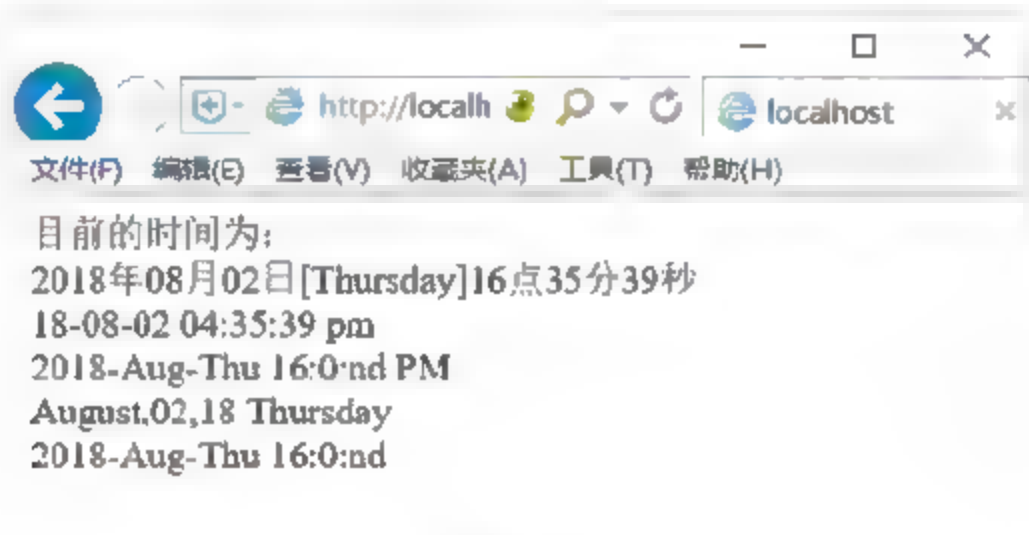 http://localh
localhost
文件(F) 编辑(E) 查看(V) 收藏夹(A) 工具(T) 帮助(H)
目前的时间为:
2018年08月02日[Thursday]16点35分39秒
18-08-02 04:35:39 pm
2018-Aug-Thu 16:0:nd PM
August,02,18 Thursday
2018-Aug-Thu 16:0:nd